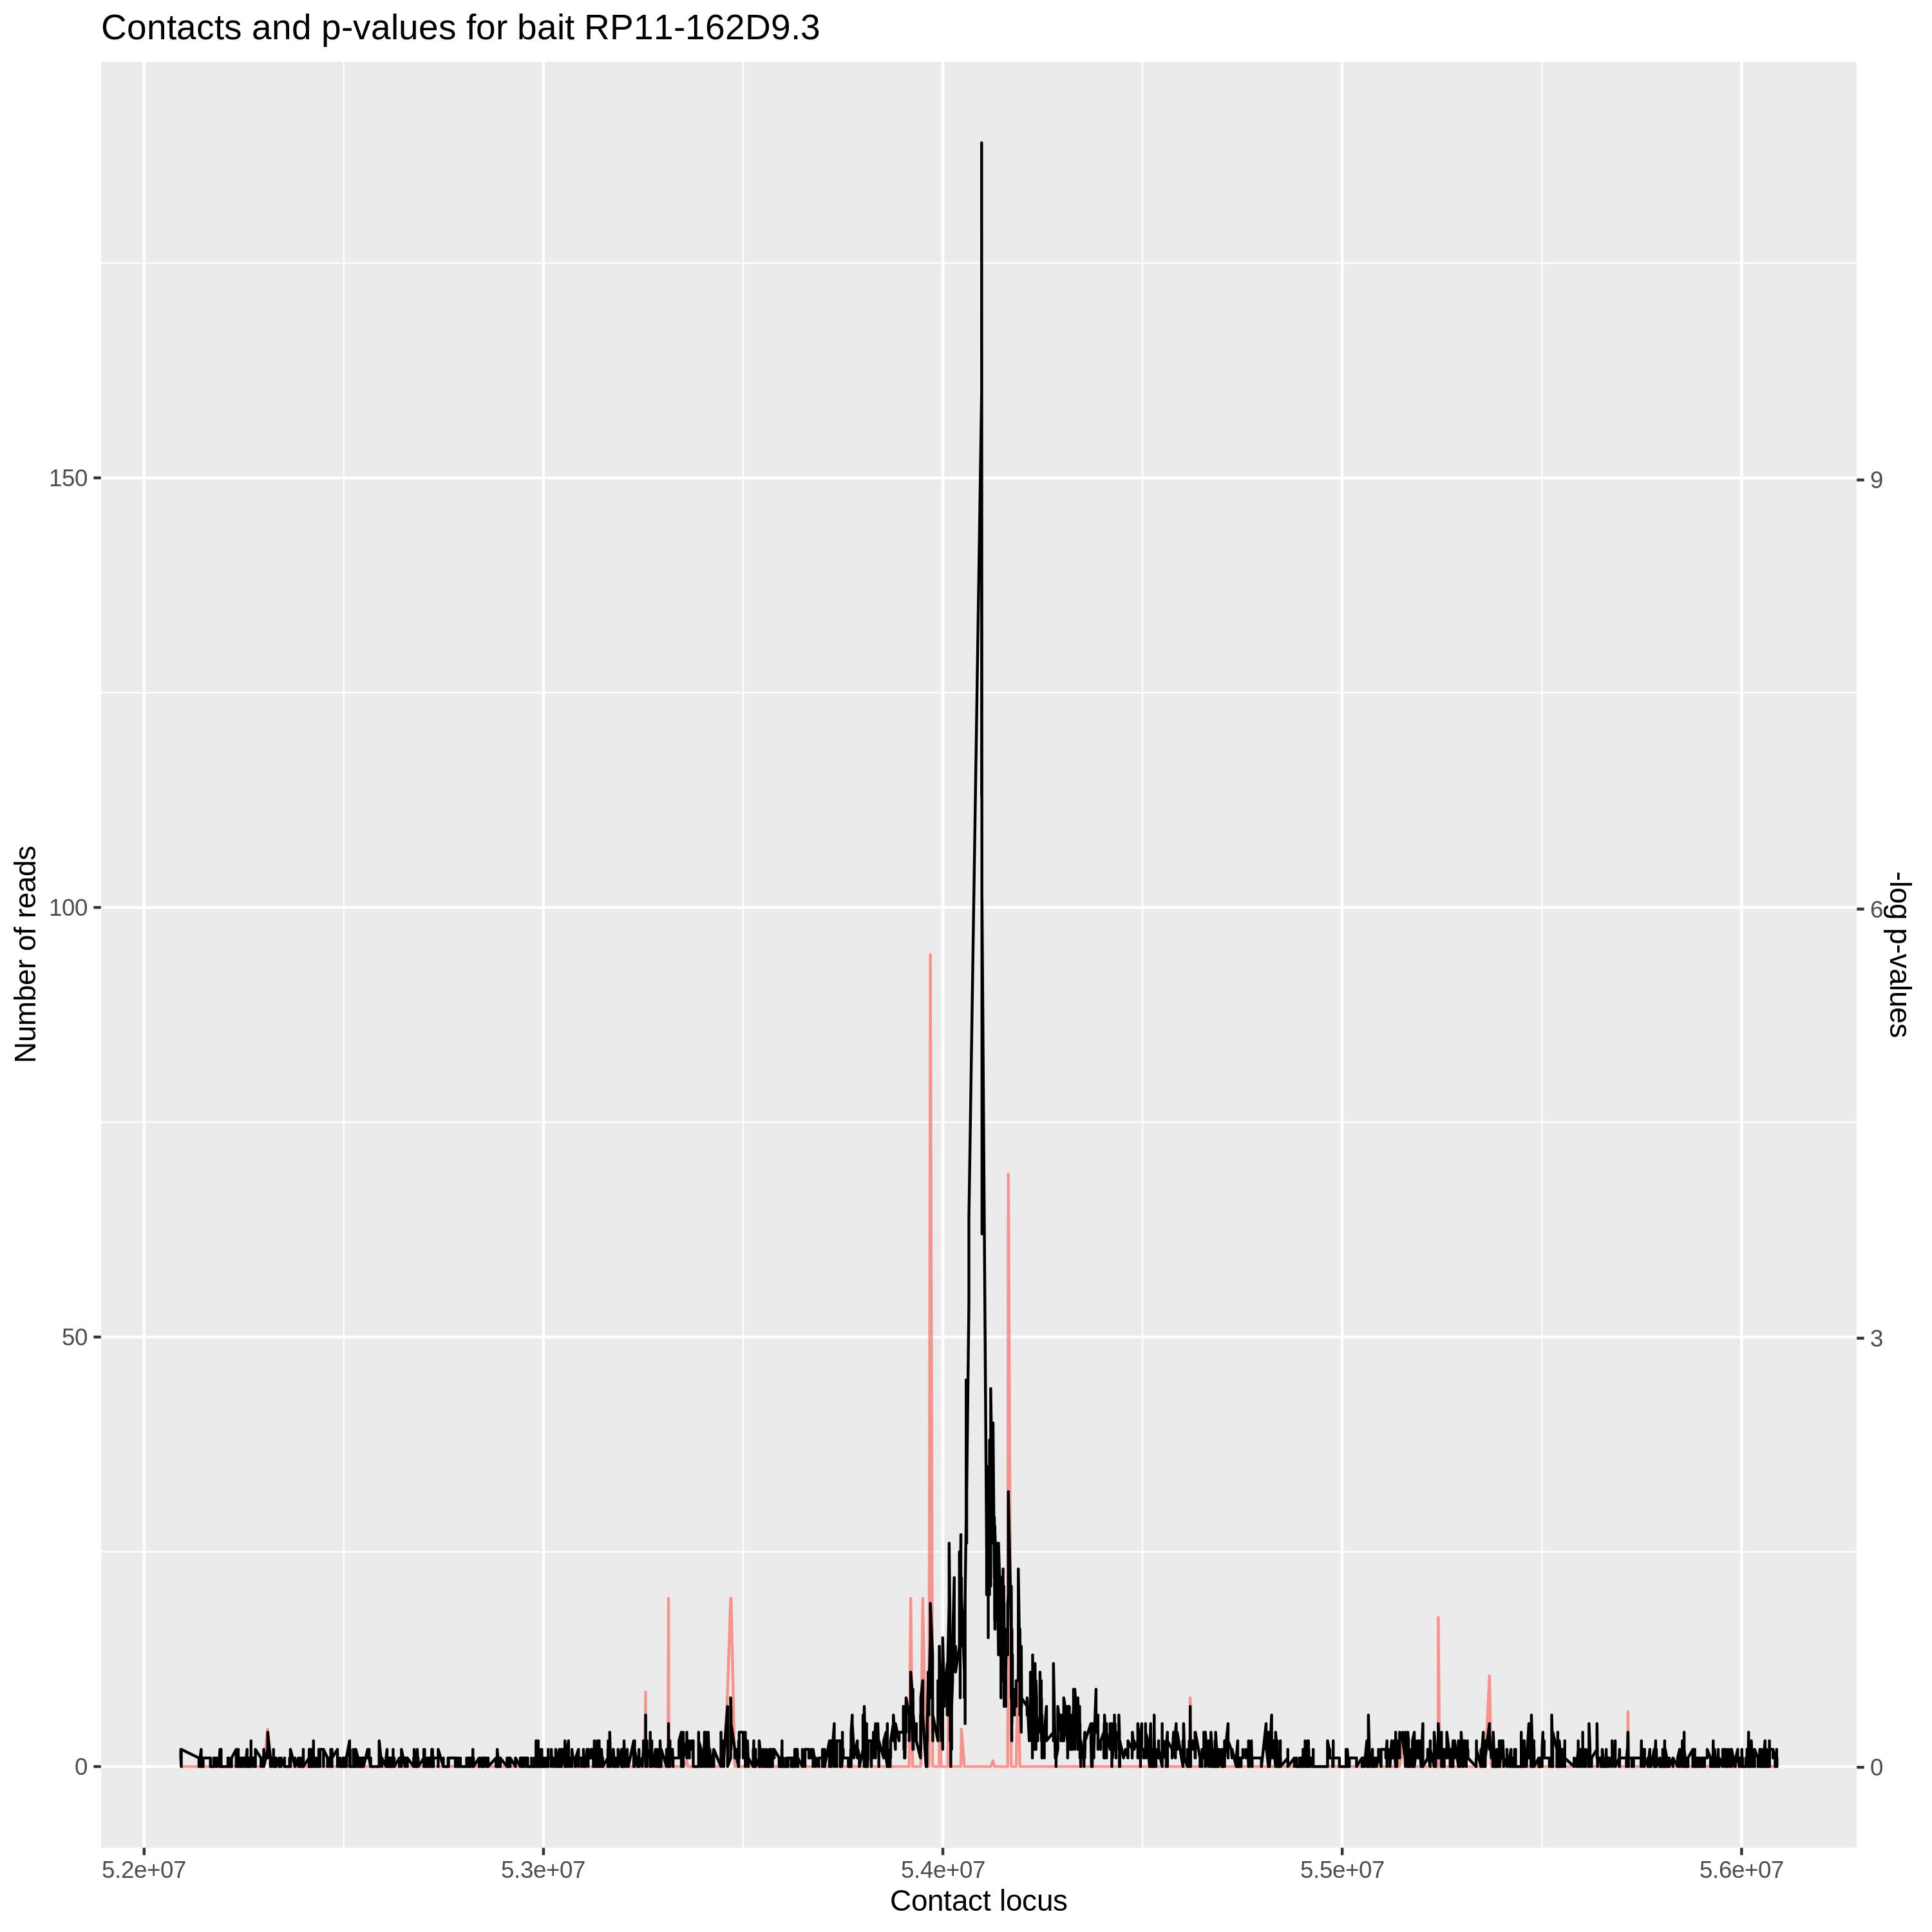 Contacts and p-values for bait RP11-162D9.3
Number of reads
150
100
50
0
9
6
3
0
-log p-values
5.2e+07
5.3e+07
5.4e+07
5.5e+07
5.6e+07
Contact locus